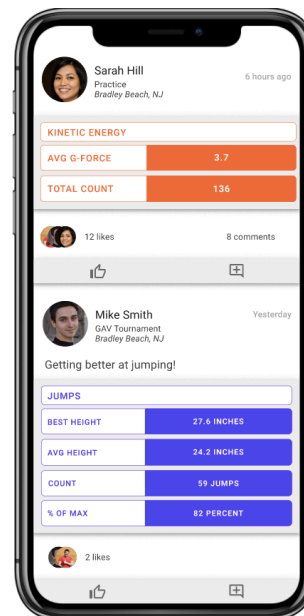 Sarah Hill
Practice
Bradley Beach, NJ
6 hours ago
KINETIC ENERGY
AVG G-FORCE 3.7
TOTAL COUNT 136
12 likes 8 comments
Mike Smith
GAV Tournament
Bradley Beach, NJ
Yesterday
Getting better at jumping!
JUMPS
BEST HEIGHT 27.6 INCHES
AVG HEIGHT 24.2 INCHES
COUNT 59 JUMPS
% OF MAX 82 PERCENT
2 likes